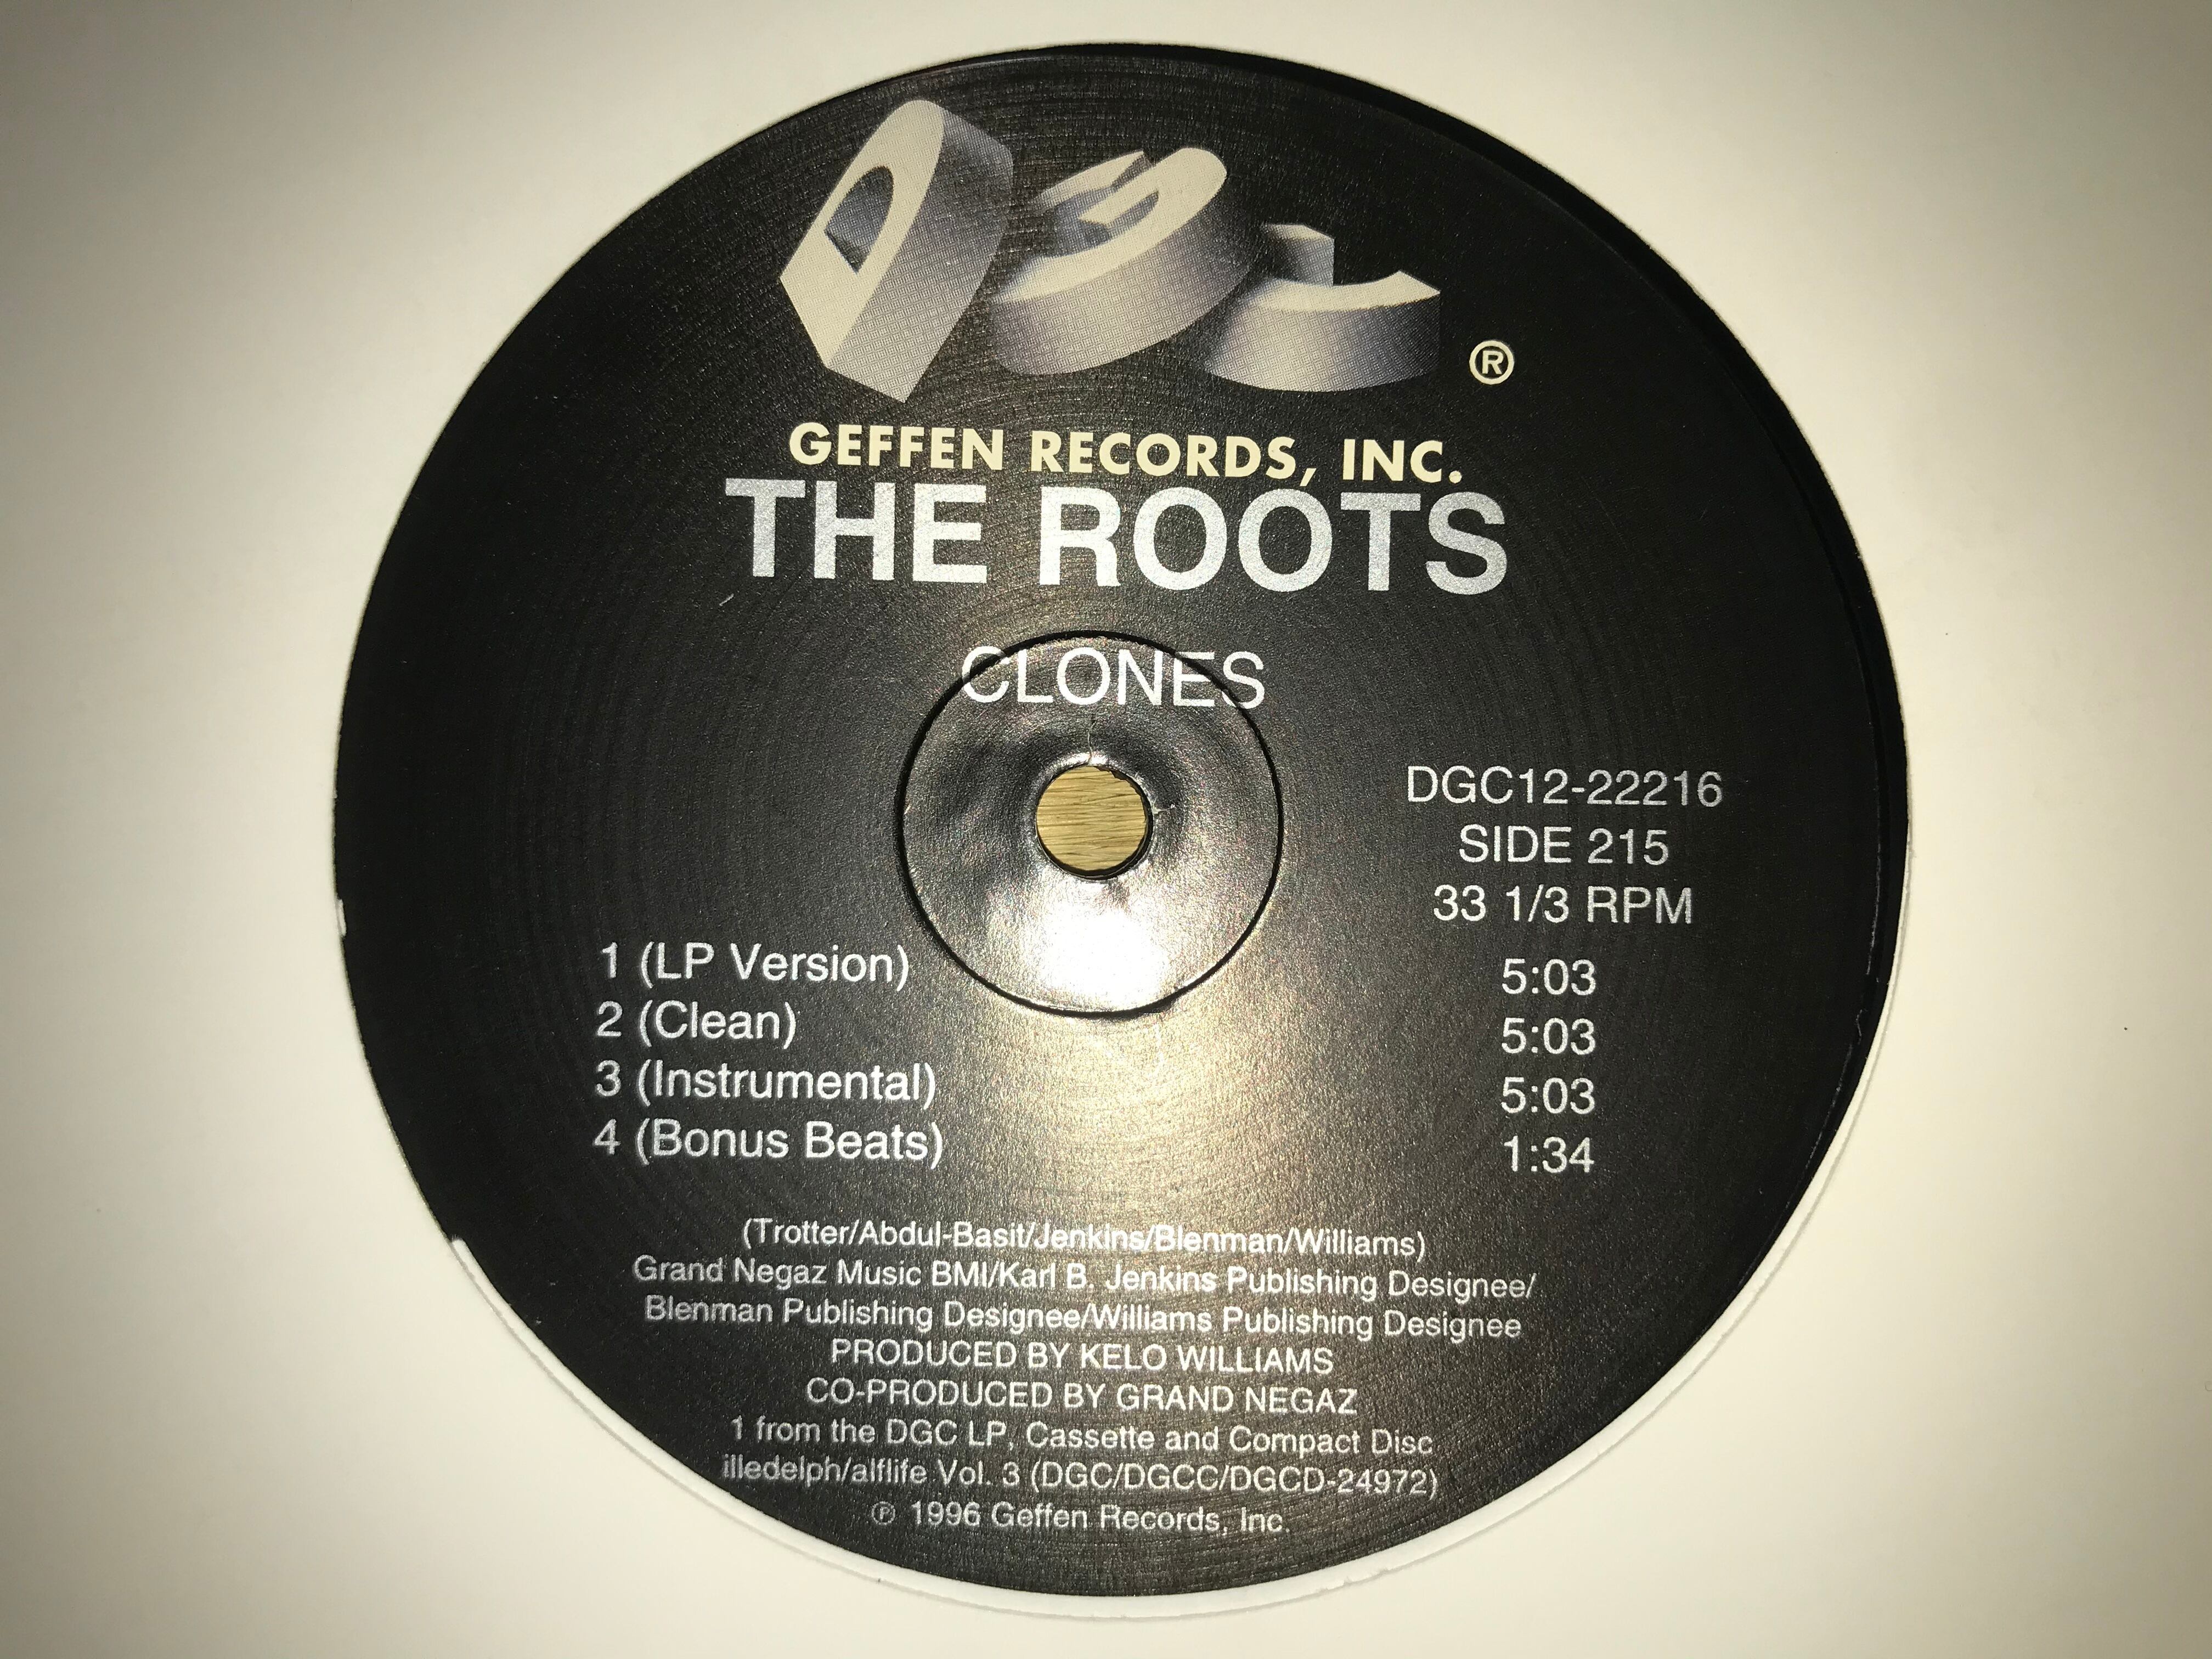 DGC ®
GEFFEN RECORDS, INC.
THE ROOTS
CLONES
DGC12-22216
SIDE 215
33 1/3 RPM
1 (LP Version) 5:03
2 (Clean) 5:03
3 (Instrumental) 5:03
4 (Bonus Beats) 1:34
(Trotter/Abdul-Basit/Jenkins/Blenman/Williams)
Grand Negaz Music BMI/Karl B. Jenkins Publishing Designee/
Blenman Publishing Designee/Williams Publishing Designee
PRODUCED BY KELO WILLIAMS
CO-PRODUCED BY GRAND NEGAZ
1 from the DGC LP, Cassette and Compact Disc
illedelph/alflife Vol. 3 (DGC/DGCC/DGCD-24972)
℗ 1996 Geffen Records, Inc.